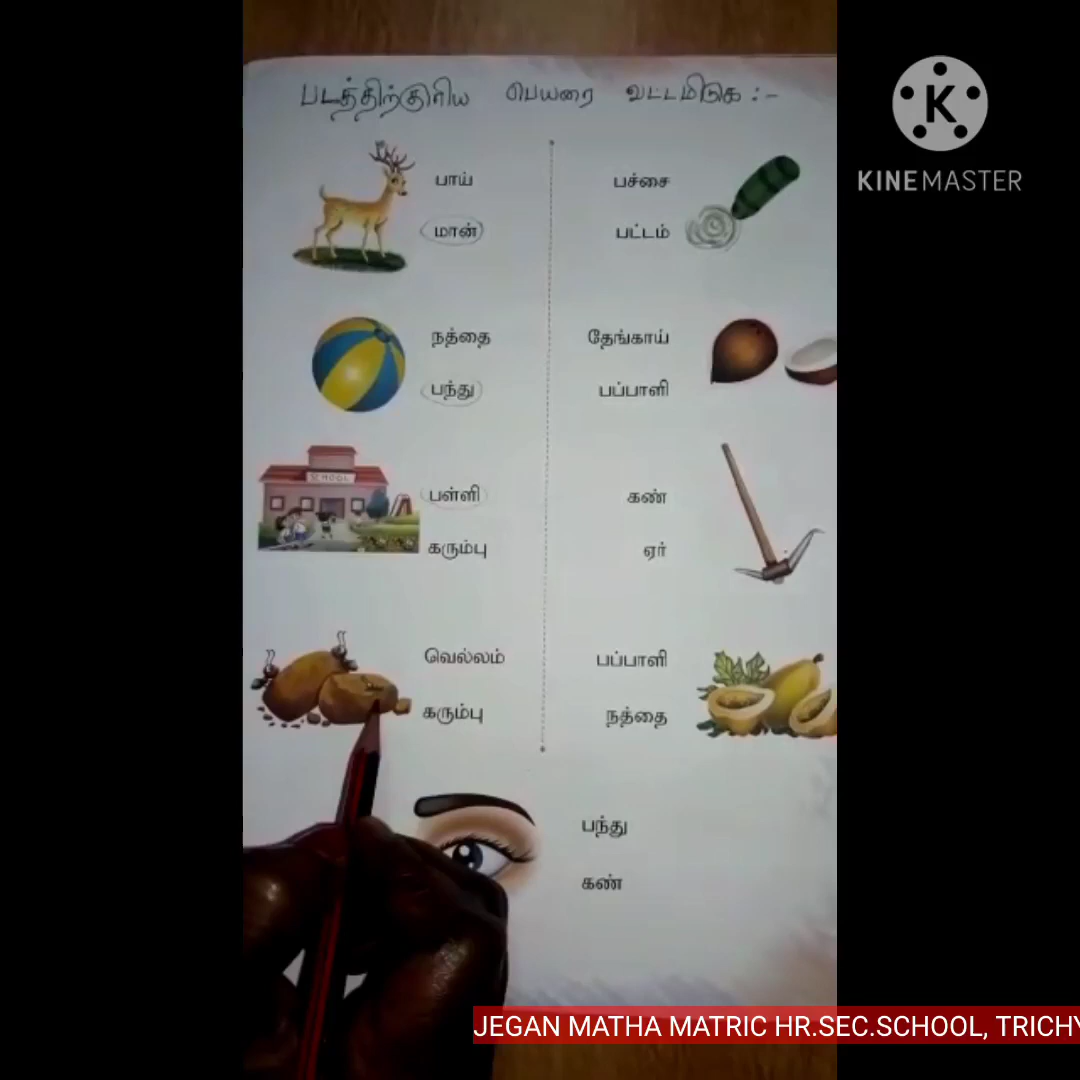 படத்திற்குரிய பெயரை வட்டமிடுக :-
பாய்
மான்
நத்தை
பந்து
SCHOOL
பள்ளி
கரும்பு
வெல்லம்
கரும்பு
பச்சை
பட்டம்
தேங்காய்
பப்பாளி
கண்
ஏர்
பப்பாளி
நத்தை
பந்து
கண்
K
KINEMASTER
JEGAN MATHA MATRIC HR.SEC.SCHOOL, TRICHY